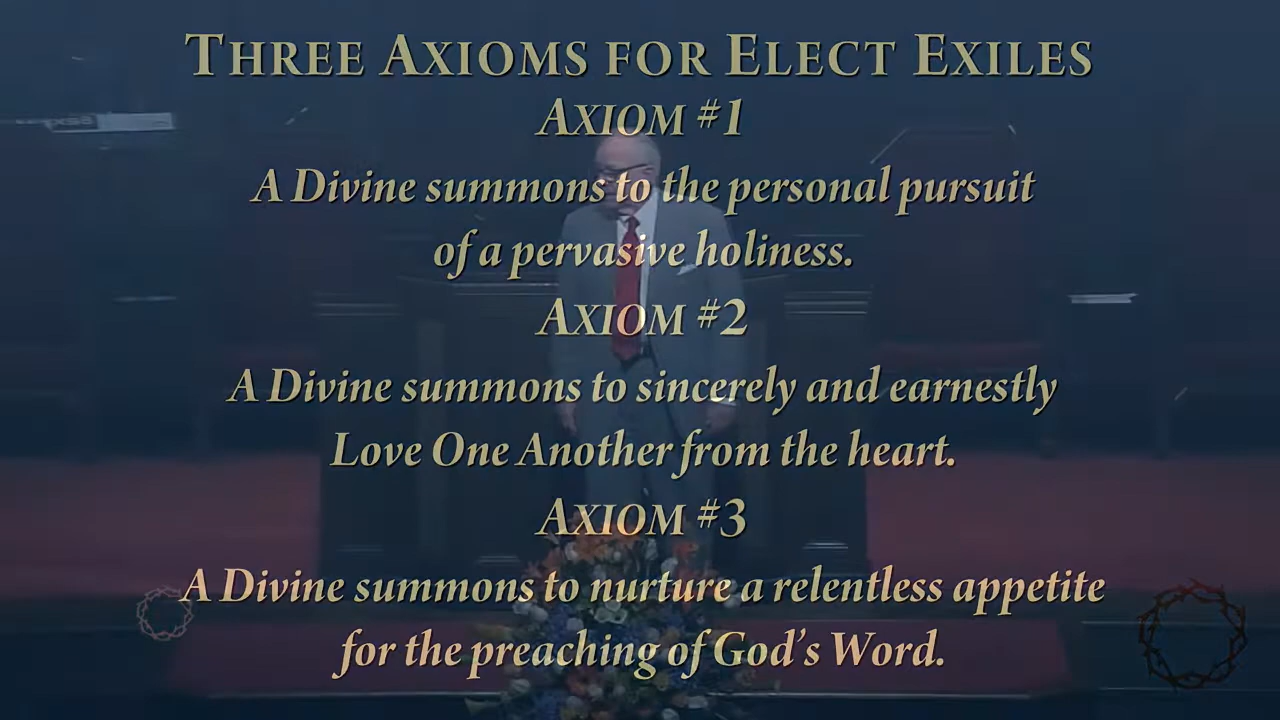 Three Axioms for Elect Exiles
Axiom #1
A Divine summons to the personal pursuit
of a pervasive holiness.
Axiom #2
A Divine summons to sincerely and earnestly
Love One Another from the heart.
Axiom #3
A Divine summons to nurture a relentless appetite
for the preaching of God's Word.